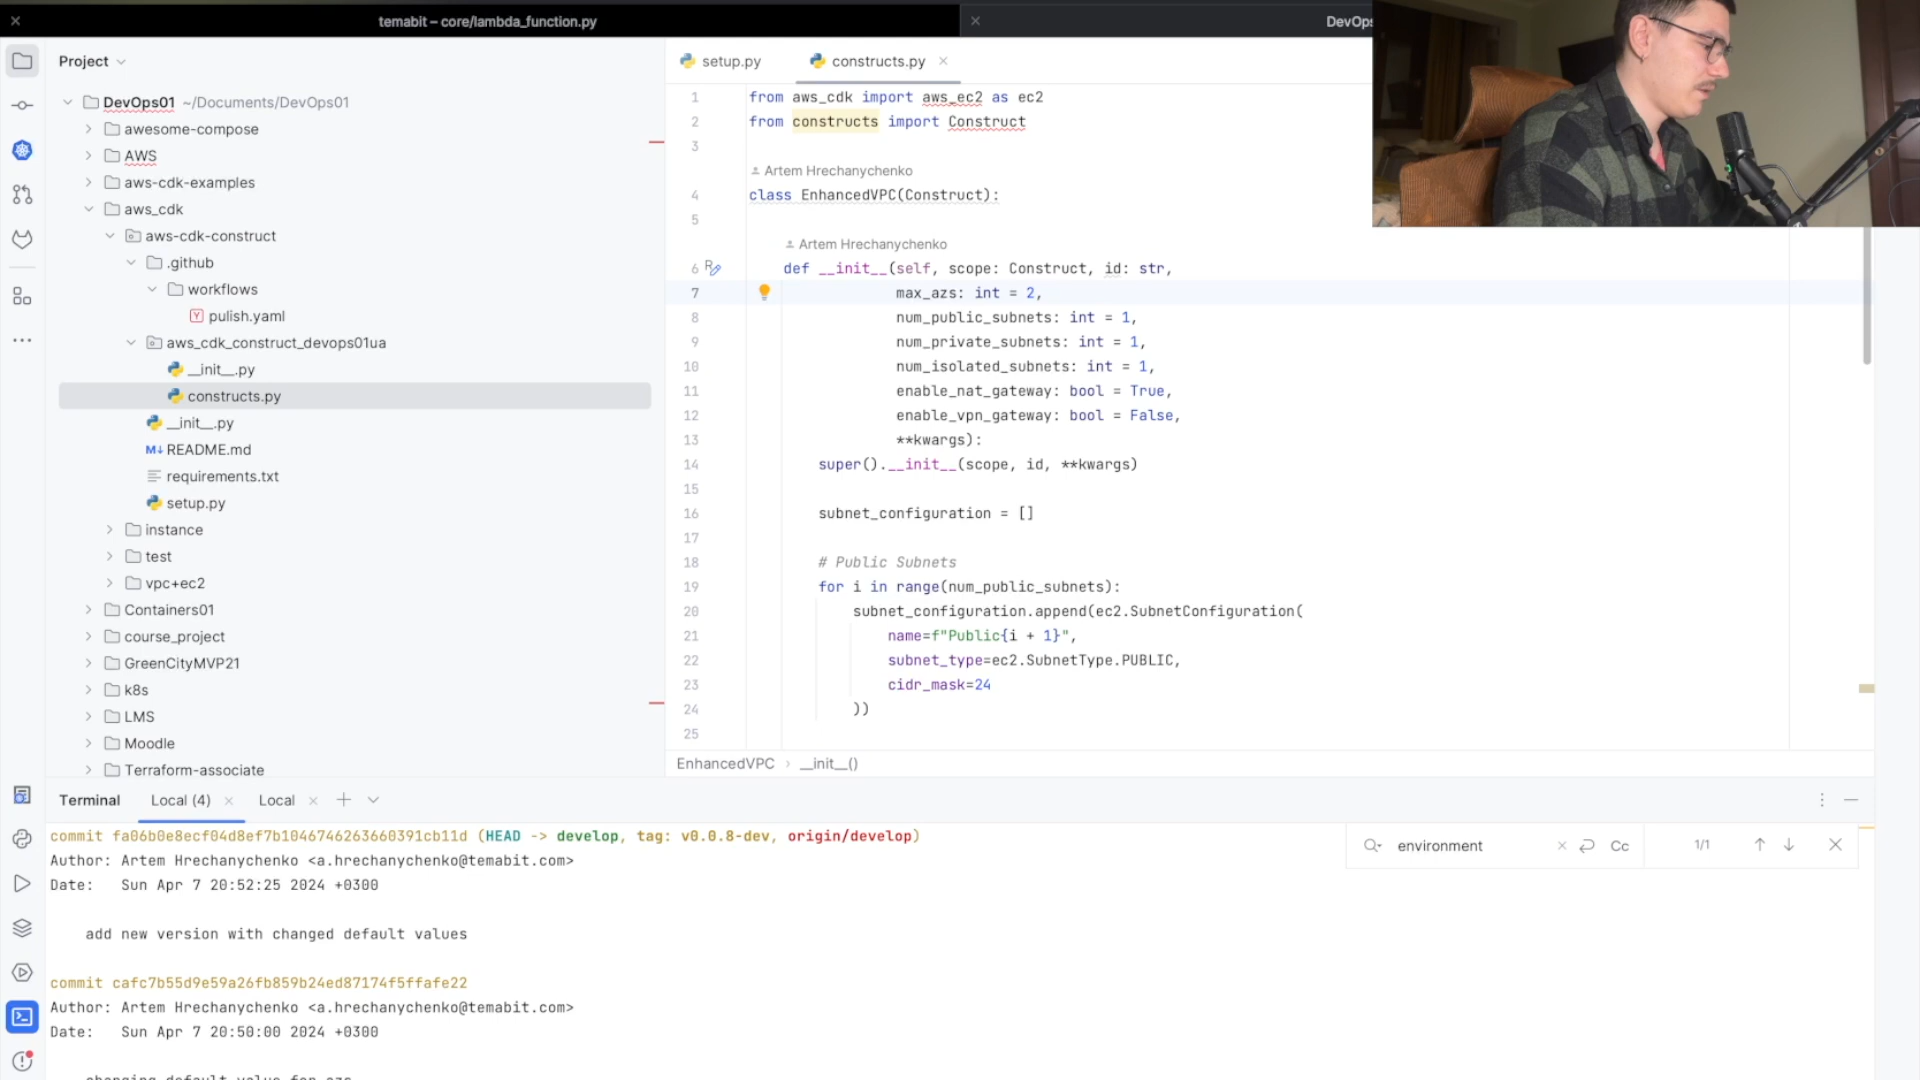 temabit – core/lambda_function.py
DevOps
Project
setup.py
constructs.py
DevOps01 ~/Documents/DevOps01
awesome-compose
AWS
aws-cdk-examples
aws_cdk
aws-cdk-construct
.github
workflows
pulish.yaml
aws_cdk_construct_devops01ua
__init__.py
constructs.py
__init__.py
README.md
requirements.txt
setup.py
instance
test
vpc+ec2
Containers01
course_project
GreenCityMVP21
k8s
LMS
Moodle
Terraform-associate
1 from aws_cdk import aws_ec2 as ec2
2 from constructs import Construct
3
Artem Hrechanychenko
4 class EnhancedVPC(Construct):
5
Artem Hrechanychenko
6 def __init__(self, scope: Construct, id: str,
7 max_azs: int = 2,
8 num_public_subnets: int = 1,
9 num_private_subnets: int = 1,
10 num_isolated_subnets: int = 1,
11 enable_nat_gateway: bool = True,
12 enable_vpn_gateway: bool = False,
13 **kwargs):
14 super().__init__(scope, id, **kwargs)
15
16 subnet_configuration = []
17
18 # Public Subnets
19 for i in range(num_public_subnets):
20 subnet_configuration.append(ec2.SubnetConfiguration(
21 name=f"Public{i + 1}",
22 subnet_type=ec2.SubnetType.PUBLIC,
23 cidr_mask=24
24 ))
25
EnhancedVPC › __init__()
Terminal Local (4) Local
environment Cc 1/1
commit fa06b0e8ecf04d8ef7b1046746263660391cb11d (HEAD -> develop, tag: v0.0.8-dev, origin/develop)
Author: Artem Hrechanychenko <a.hrechanychenko@temabit.com>
Date: Sun Apr 7 20:52:25 2024 +0300
add new version with changed default values
commit cafc7b55d9e59a26fb859b24ed87174f5ffafe22
Author: Artem Hrechanychenko <a.hrechanychenko@temabit.com>
Date: Sun Apr 7 20:50:00 2024 +0300
changing default value for azs